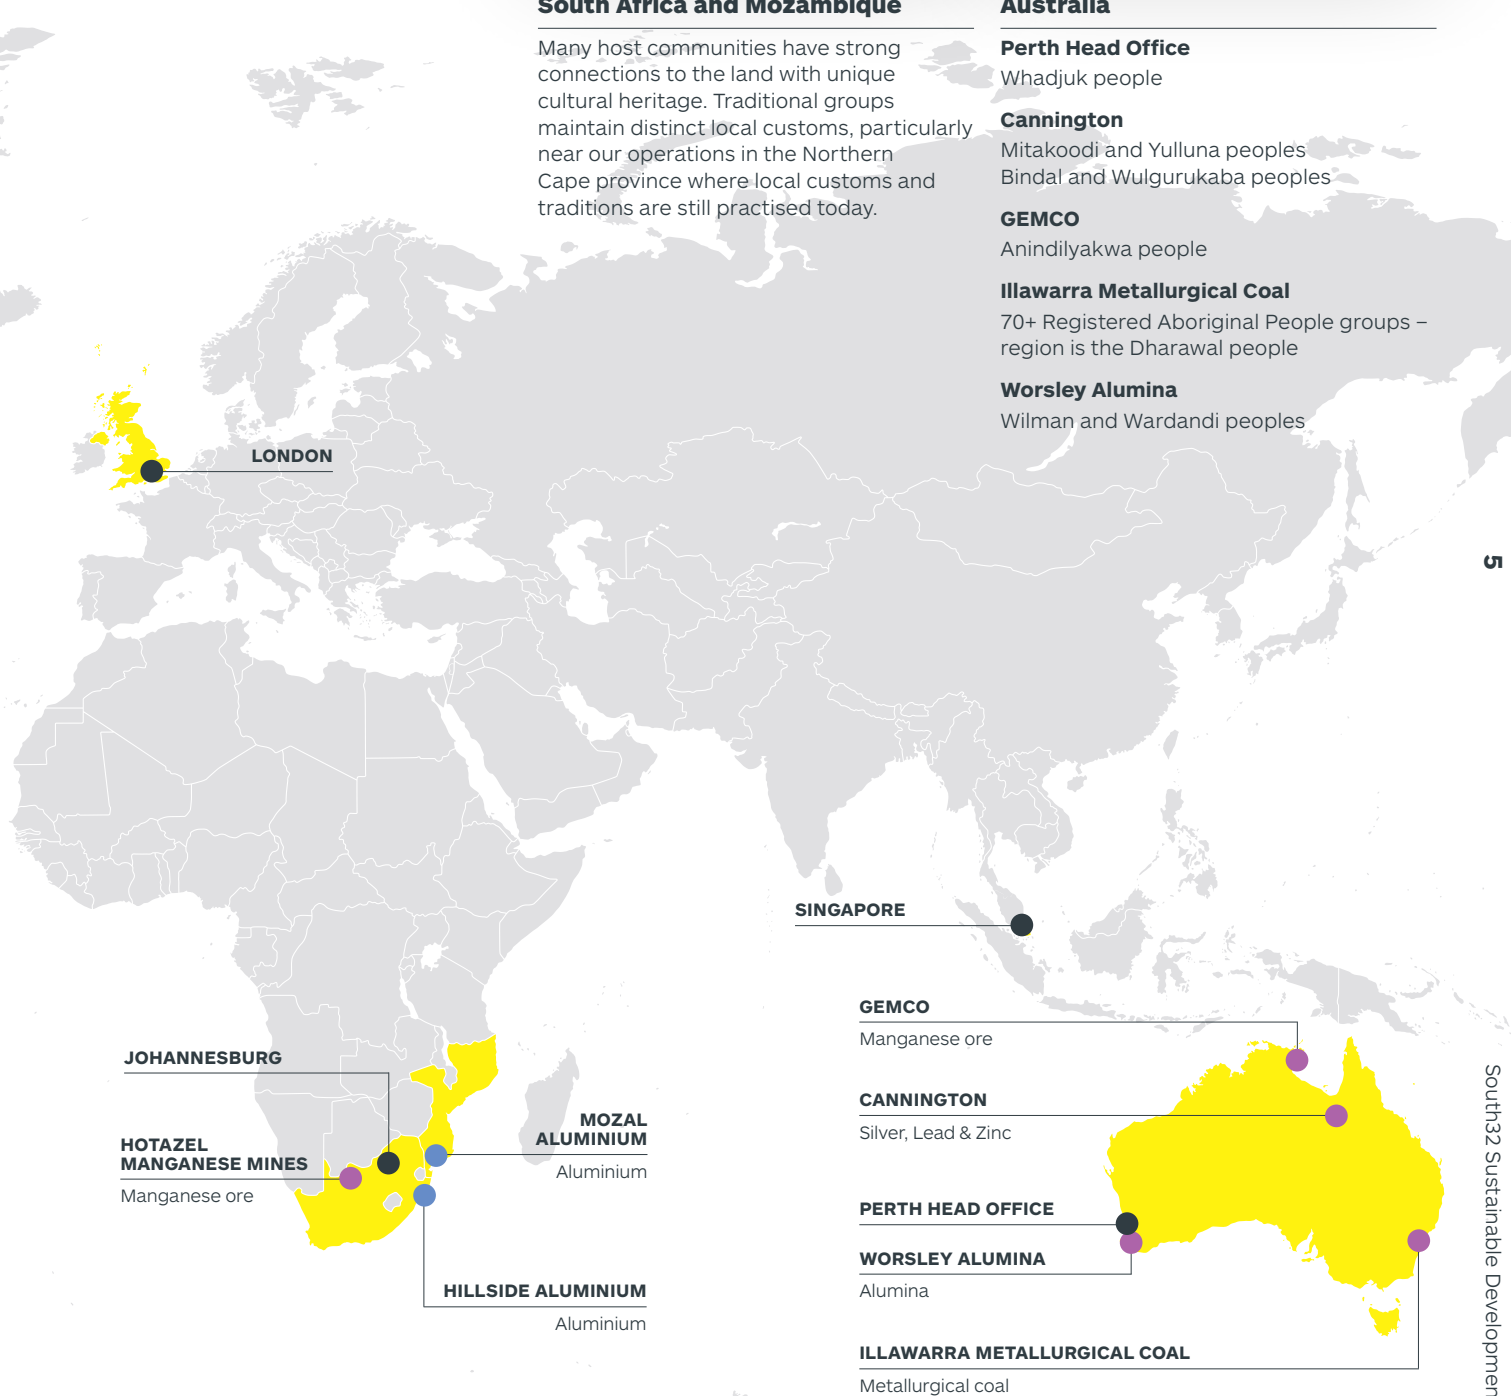 South Africa and Mozambique
Many host communities have strong
connections to the land with unique
cultural heritage. Traditional groups
maintain distinct local customs, particularly
near our operations in the Northern
Cape province where local customs and
traditions are still practised today.
Australia
Perth Head Office
Whadjuk people
Cannington
Mitakoodi and Yulluna peoples
Bindal and Wulgurukaba peoples
GEMCO
Anindilyakwa people
Illawarra Metallurgical Coal
70+ Registered Aboriginal People groups –
region is the Dharawal people
Worsley Alumina
Wilman and Wardandi peoples
LONDON
5
SINGAPORE
JOHANNESBURG
HOTAZEL
MANGANESE MINES
Manganese ore
MOZAL
ALUMINIUM
Aluminium
HILLSIDE ALUMINIUM
Aluminium
GEMCO
Manganese ore
CANNINGTON
Silver, Lead & Zinc
PERTH HEAD OFFICE
WORSLEY ALUMINA
Alumina
ILLAWARRA METALLURGICAL COAL
Metallurgical coal
South32 Sustainable Developmen